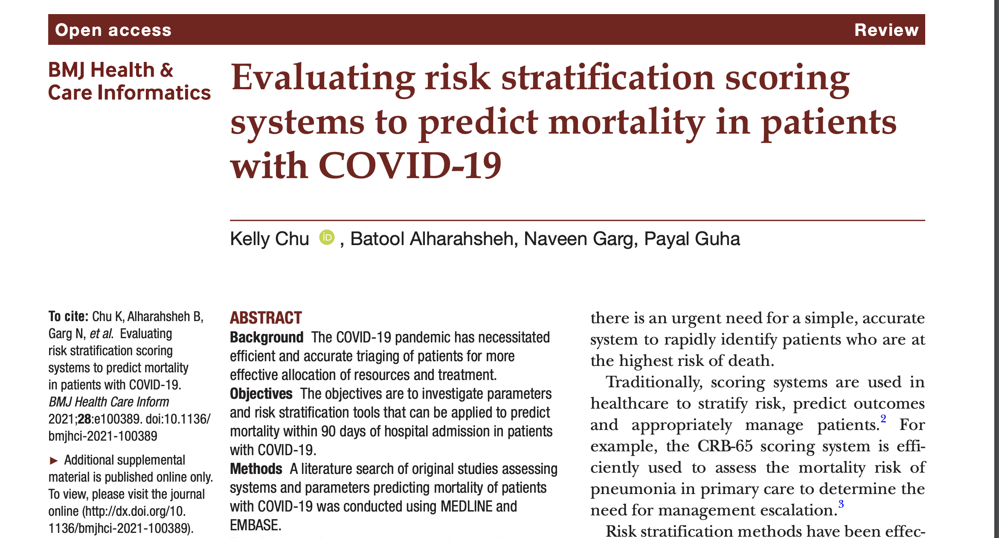 Open access
Review
BMJ Health &
Care Informatics
Evaluating risk stratification scoring
systems to predict mortality in patients
with COVID-19
Kelly Chu iD , Batool Alharahsheh, Naveen Garg, Payal Guha
To cite: Chu K, Alharahsheh B,
Garg N, et al. Evaluating
risk stratification scoring
systems to predict mortality
in patients with COVID-19.
BMJ Health Care Inform
2021;28:e100389. doi:10.1136/
bmjhci-2021-100389
► Additional supplemental
material is published online only.
To view, please visit the journal
online (http://dx.doi.org/10.
1136/bmjhci-2021-100389).
ABSTRACT
Background The COVID-19 pandemic has necessitated
efficient and accurate triaging of patients for more
effective allocation of resources and treatment.
Objectives The objectives are to investigate parameters
and risk stratification tools that can be applied to predict
mortality within 90 days of hospital admission in patients
with COVID-19.
Methods A literature search of original studies assessing
systems and parameters predicting mortality of patients
with COVID-19 was conducted using MEDLINE and
EMBASE.
there is an urgent need for a simple, accurate
system to rapidly identify patients who are at
the highest risk of death.
Traditionally, scoring systems are used in
healthcare to stratify risk, predict outcomes
and appropriately manage patients.2 For
example, the CRB-65 scoring system is effi-
ciently used to assess the mortality risk of
pneumonia in primary care to determine the
need for management escalation.3
Risk stratification methods have been effec-